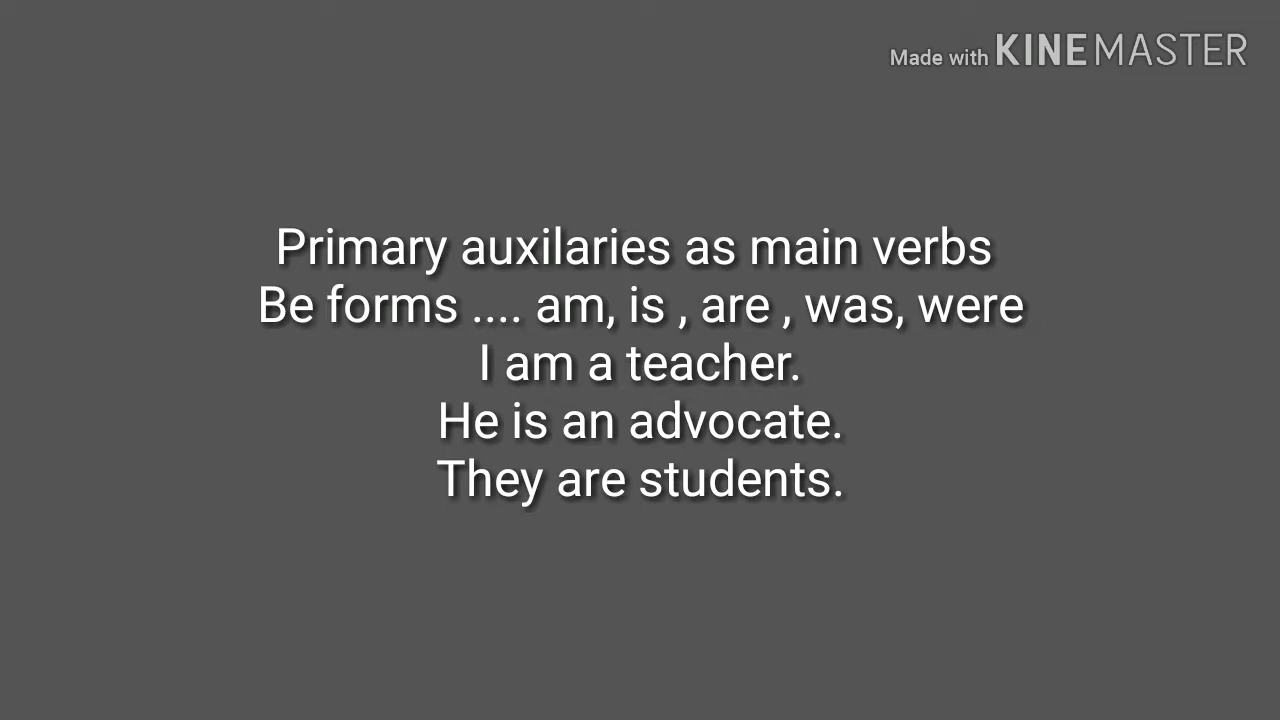 Made with KINEMASTER
Primary auxilaries as main verbs
Be forms .... am, is , are , was, were
I am a teacher.
He is an advocate.
They are students.